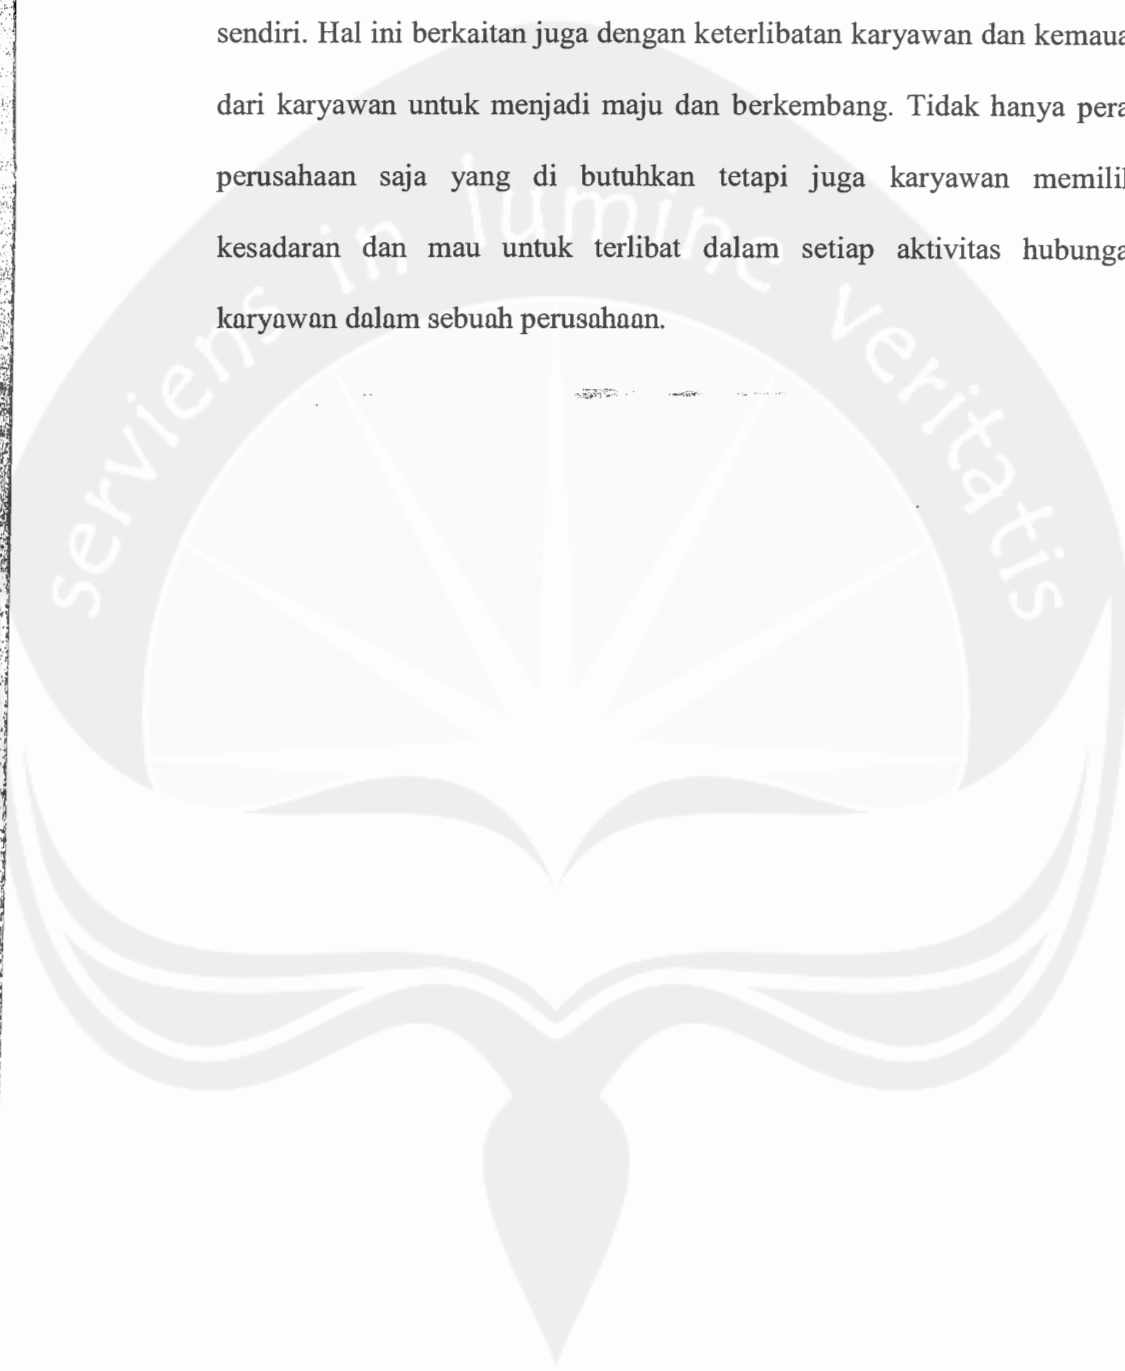 sendiri. Hal ini berkaitan juga dengan keterlibatan karyawan dan kemaua
dari karyawan untuk menjadi maju dan berkembang. Tidak hanya pera
perusahaan saja yang di butuhkan tetapi juga karyawan memilik
kesadaran dan mau untuk terlibat dalam setiap aktivitas hubunga
karyawan dalam sebuah perusahaan.
serviens in lumine veritatis